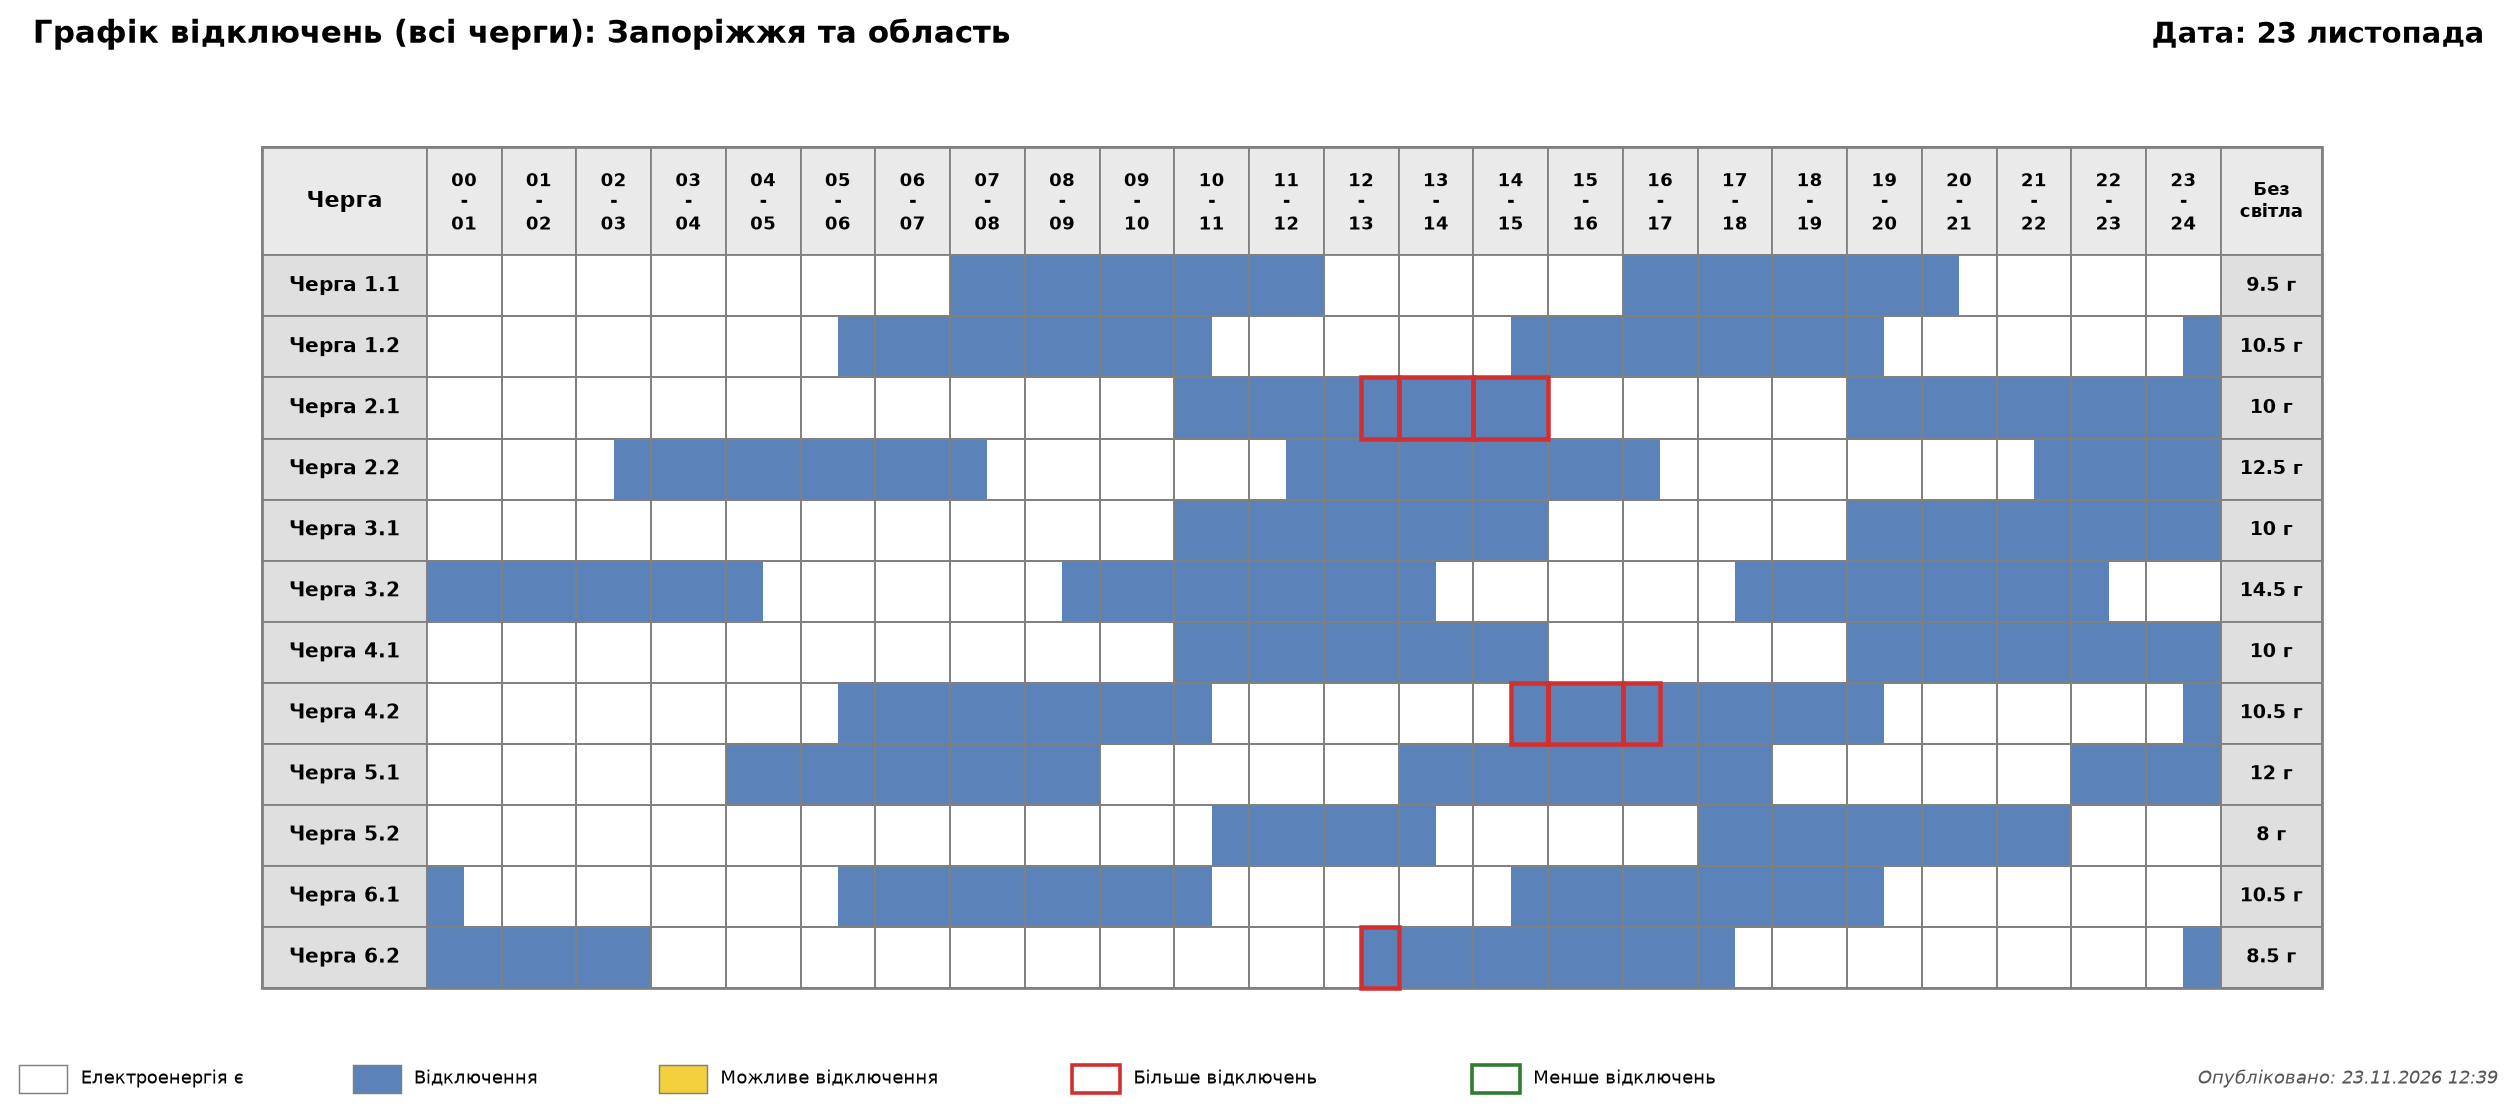 Графік відключень (всі черги): Запоріжжя та область
Дата: 23 листопада
Черга 00 - 01 01 - 02 02 - 03 03 - 04 04 - 05 05 - 06 06 - 07 07 - 08 08 - 09 09 - 10 10 - 11 11 - 12 12 - 13 13 - 14 14 - 15 15 - 16 16 - 17 17 - 18 18 - 19 19 - 20 20 - 21 21 - 22 22 - 23 23 - 24 Без світла
Черга 1.1 9.5 г
Черга 1.2 10.5 г
Черга 2.1 10 г
Черга 2.2 12.5 г
Черга 3.1 10 г
Черга 3.2 14.5 г
Черга 4.1 10 г
Черга 4.2 10.5 г
Черга 5.1 12 г
Черга 5.2 8 г
Черга 6.1 10.5 г
Черга 6.2 8.5 г
Електроенергія є
Відключення
Можливе відключення
Більше відключень
Менше відключень
Опубліковано: 23.11.2026 12:39